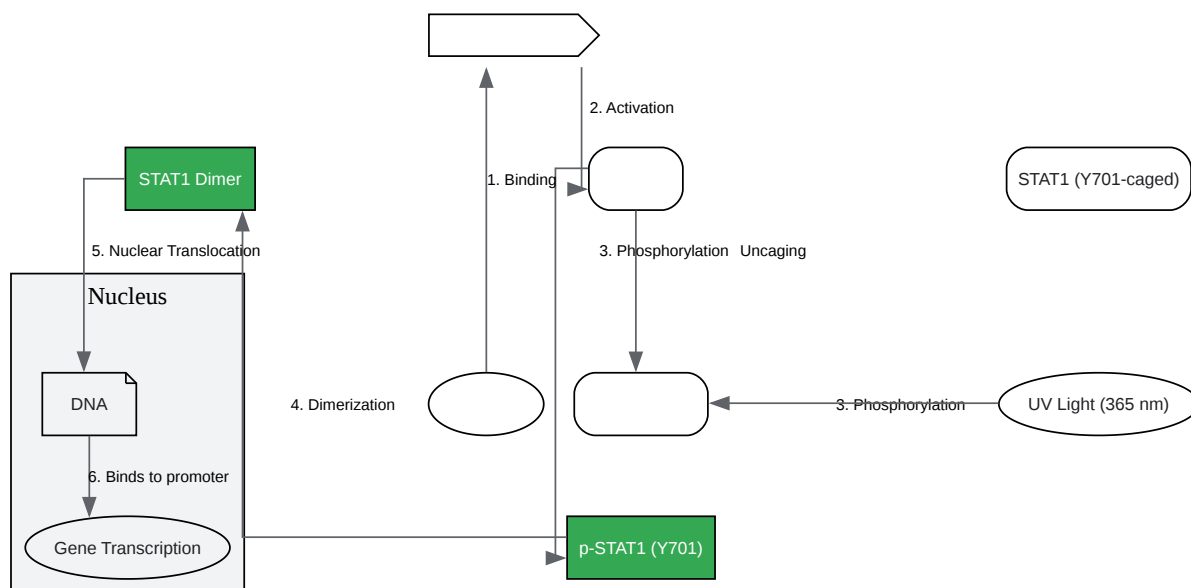 2. Activation
STAT1 Dimer
1. Binding
STAT1 (Y701-caged)
5. Nuclear Translocation
3. Phosphorylation
Uncaging
Nucleus
DNA
4. Dimerization
3. Phosphorylation
UV Light (365 nm)
6. Binds to promoter
Gene Transcription
p-STAT1 (Y701)